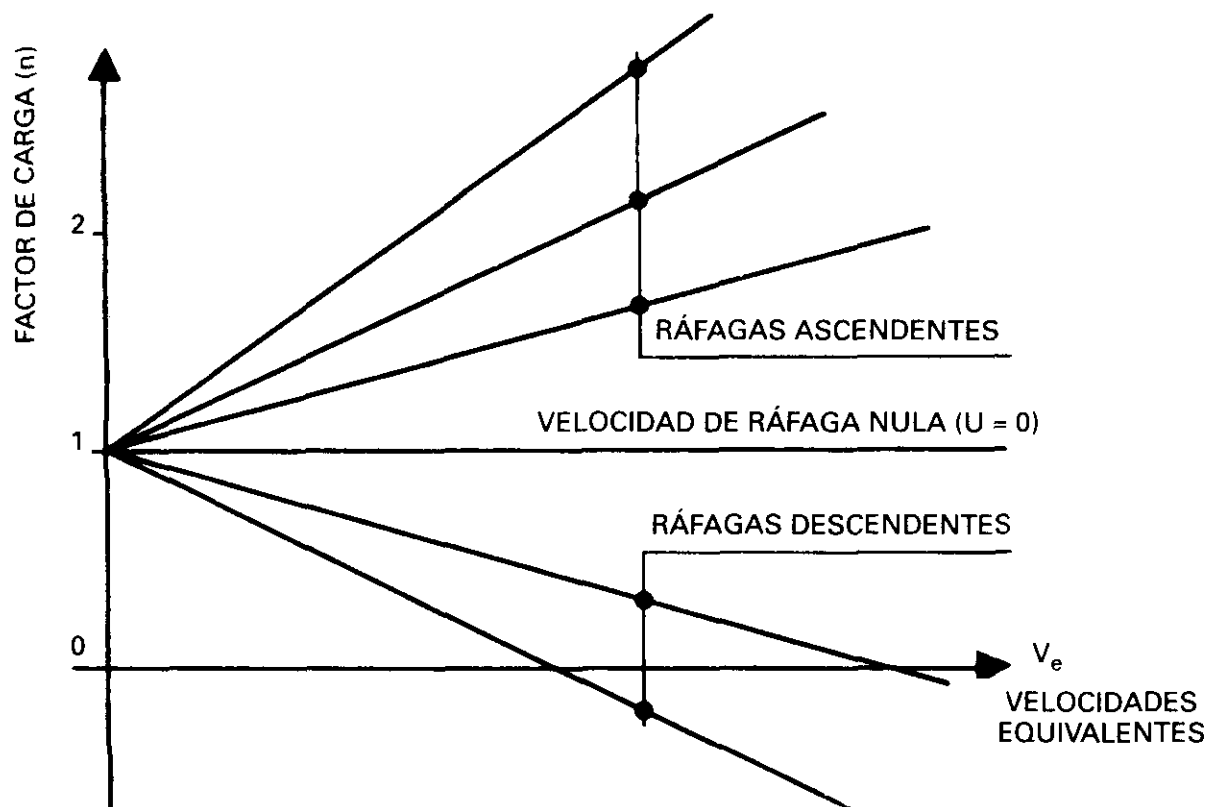 FACTOR DE CARGA (n)
2
RÁFAGAS ASCENDENTES
VELOCIDAD DE RÁFAGA NULA (U = 0)
1
RÁFAGAS DESCENDENTES
0
Ve
VELOCIDADES
EQUIVALENTES